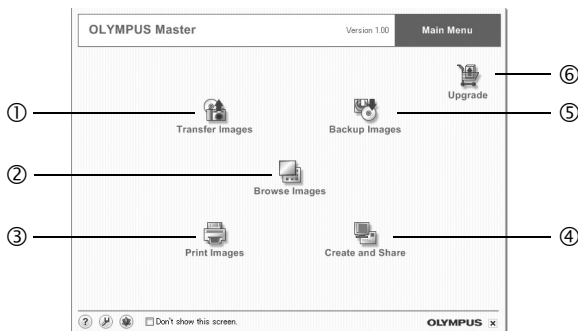 OLYMPUS Master Version 1.00 Main Menu
⑥
Upgrade
① ⑤
Transfer Images Backup Images
②
Browse Images
③ ④
Print Images Create and Share
? Don't show this screen. OLYMPUS x